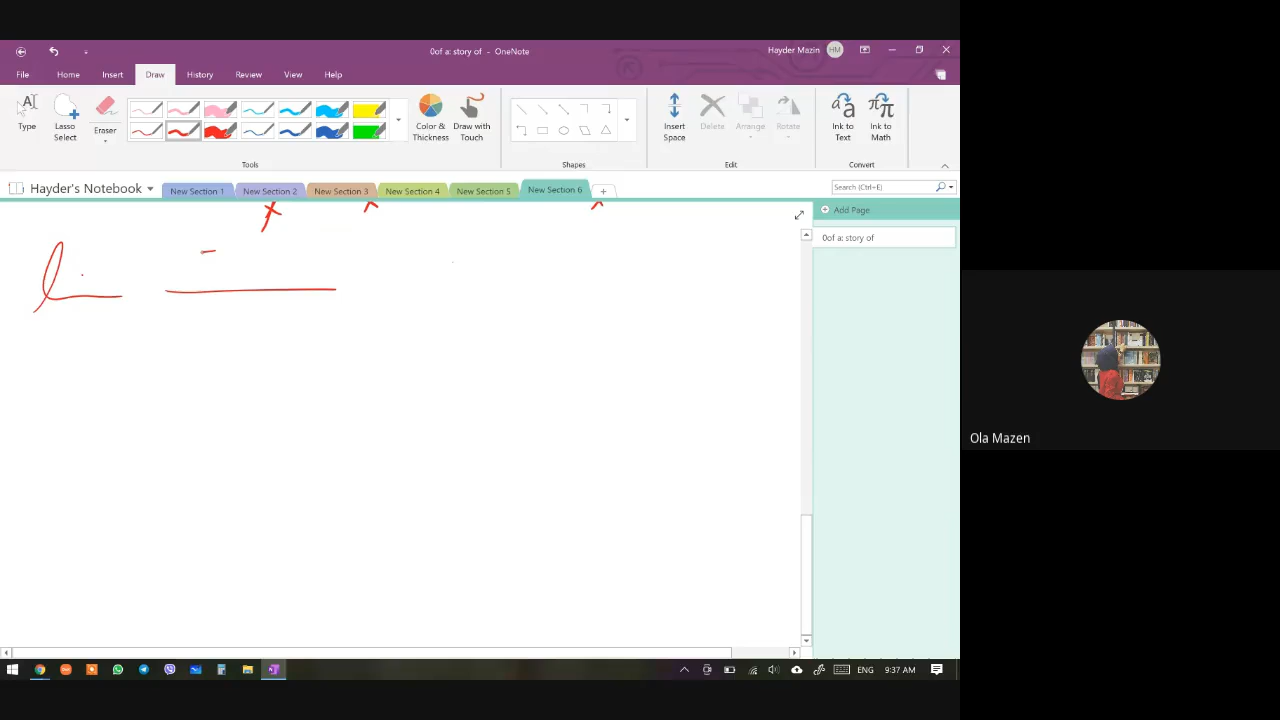 0of a: story of - OneNote
Hayder Mazin HM
File Home Insert Draw History Review View Help
Type
Lasso Select
Eraser
Color & Thickness
Draw with Touch
Insert Space
Delete
Arrange
Rotate
Ink to Text
Ink to Math
Tools Shapes Edit Convert
Hayder's Notebook New Section 1 New Section 2 New Section 3 New Section 4 New Section 5 New Section 6 + Search (Ctrl+E)
Add Page
0of a: story of
Ola Mazen
ENG 9:37 AM